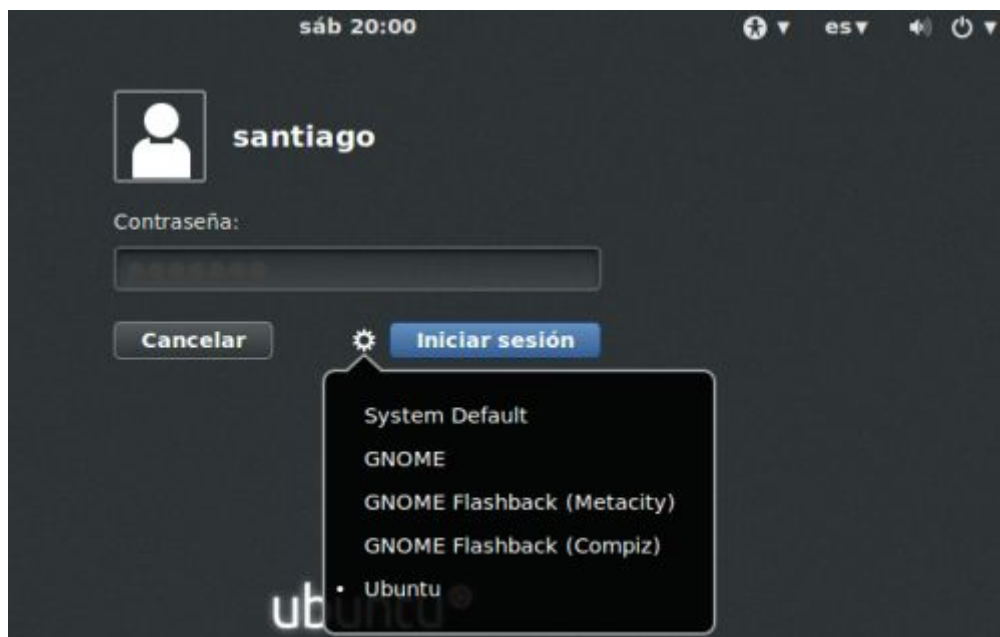 sáb 20:00 es
santiago
Contraseña:
Cancelar Iniciar sesión
System Default
GNOME
GNOME Flashback (Metacity)
GNOME Flashback (Compiz)
• Ubuntu
ubuntu